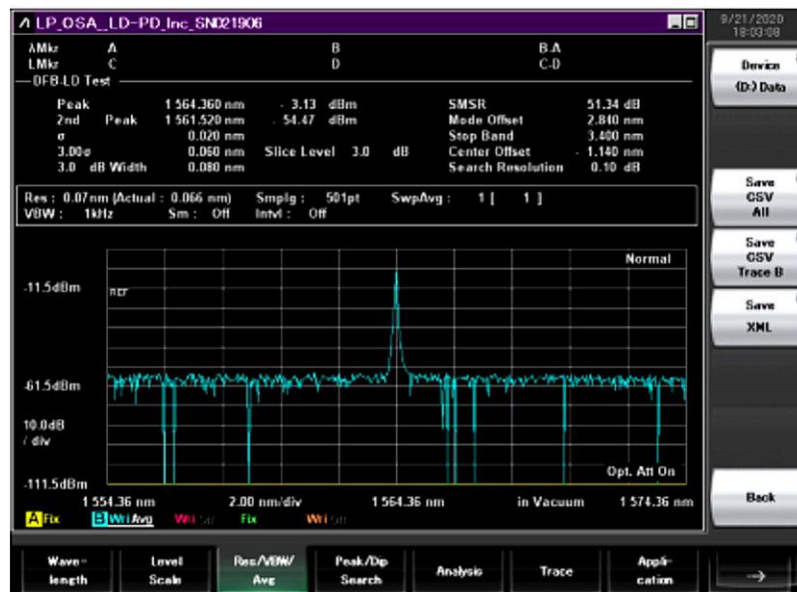 LP_OSA__LD-PD_Inc_SN021906
9/21/2020
18:03:08
λMkr A B B-A
LMkr C D C-D
DFB-LD Test
Peak 1 564.360 nm - 3.13 dBm SMSR 51.34 dB
2nd Peak 1 561.520 nm - 54.47 dBm Mode Offset 2.840 nm
σ 0.020 nm Stop Band 3.400 nm
3.00σ 0.060 nm Slice Level 3.0 dB Center Offset - 1.140 nm
3.0 dB Width 0.080 nm Search Resolution 0.10 dB
Res : 0.07nm (Actual : 0.066 nm) Smplg : 501pt SwpAvg : 1 [ 1 ]
VBW : 1kHz Sm : Off Intvl : Off
Normal
-11.5dBm
REF
-61.5dBm
10.0dB
/ div
Opt. Att On
-111.5dBm
1 554.36 nm 2.00 nm/div 1 564.36 nm in Vacuum 1 574.36 nm
A Fix B Wri Avg Wri Fix Wri
Device
(D:) Data
Save
CSV
All
Save
CSV
Trace B
Save
XML
Back
Wave-
length
Level
Scale
Res/VBW/
Avg
Peak/Dip
Search
Analysis
Trace
Appli-
cation
→